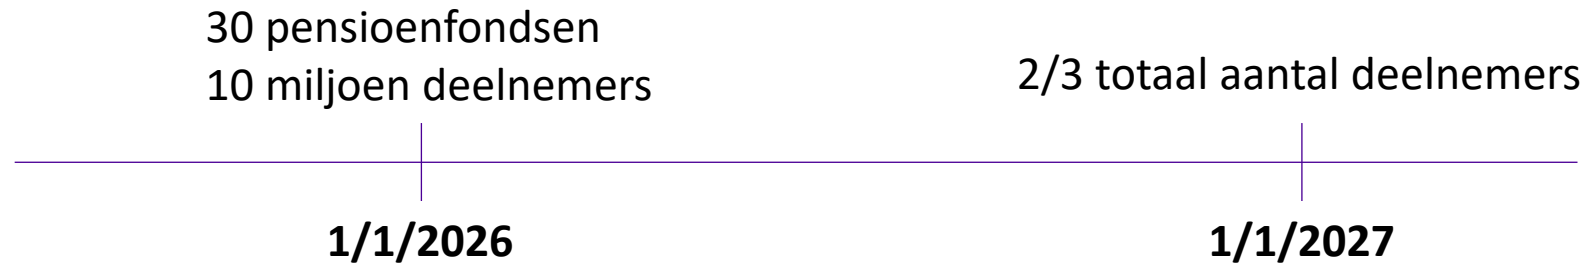 30 pensioenfondsen
10 miljoen deelnemers
2/3 totaal aantal deelnemers
1/1/2026
1/1/2027